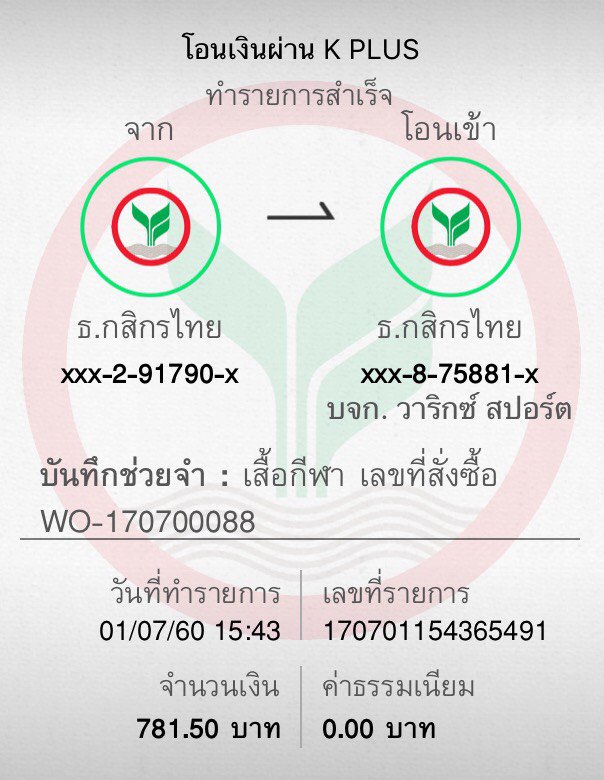 โอนเงินผ่าน K PLUS
ทำรายการสำเร็จ
จาก
โอนเข้า
ธ.กสิกรไทย
ธ.กสิกรไทย
xxx-2-91790-x
xxx-8-75881-x
บจก. วาริกซ์ สปอร์ต
บันทึกช่วยจำ : เสื้อกีฬา เลขที่สั่งซื้อ
WO-170700088
วันที่ทำรายการ
เลขที่รายการ
01/07/60 15:43
170701154365491
จำนวนเงิน
ค่าธรรมเนียม
781.50 บาท
0.00 บาท